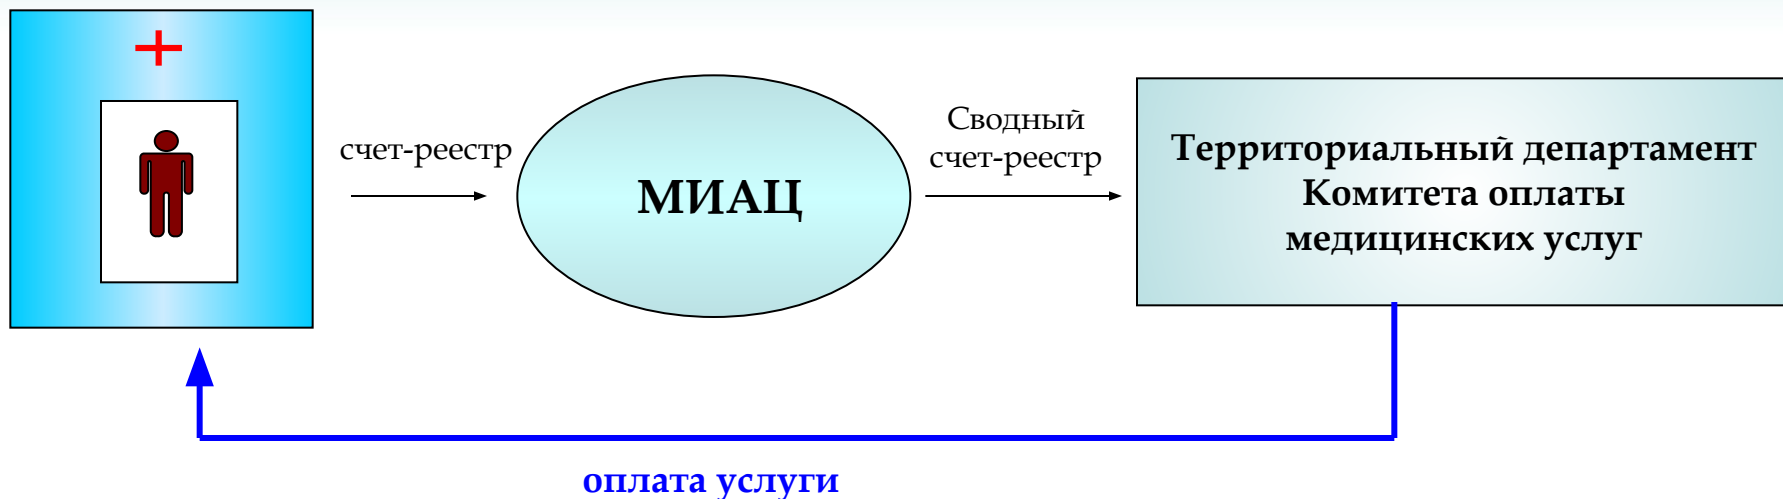 счет-реестр
МИАЦ
Сводный
счет-реестр
Территориальный департамент
Комитета оплаты
медицинских услуг
оплата услуги